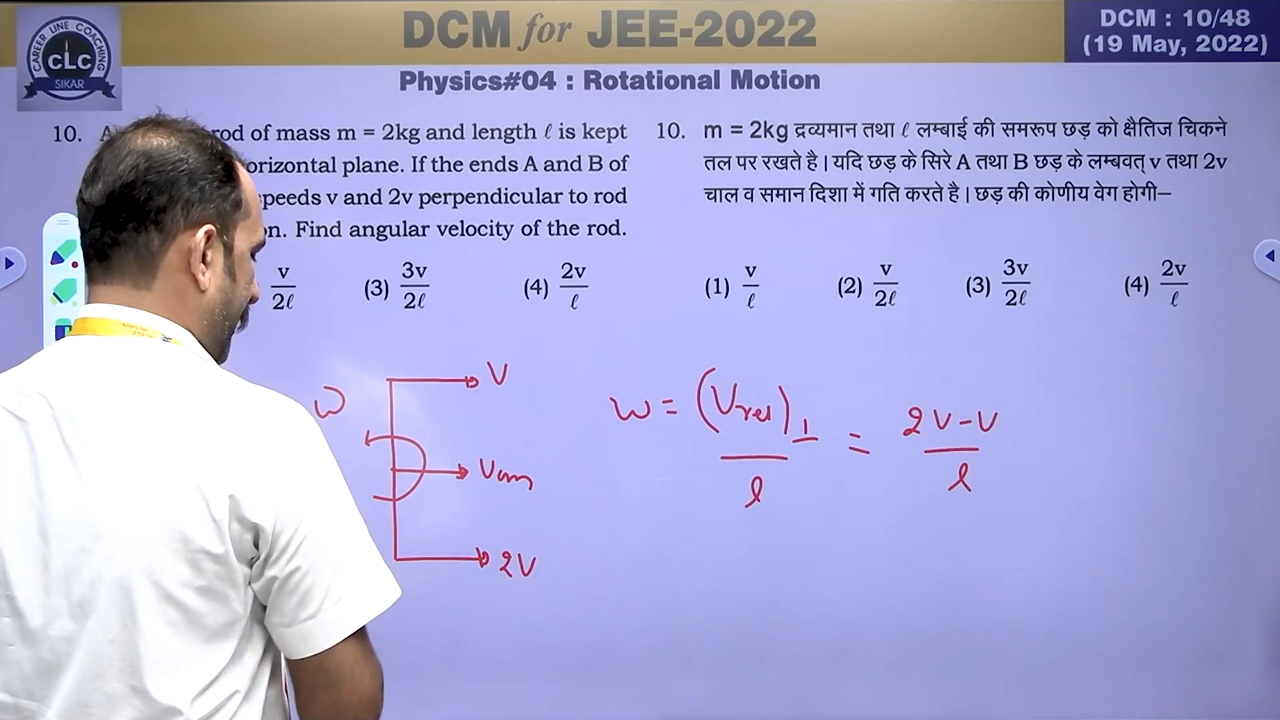 DCM for JEE-2022
DCM : 10/48
(19 May, 2022)
CAREER LINE COACHING
CLC
SIKAR
Physics#04 : Rotational Motion
10. A rod of mass m = 2kg and length ℓ is kept
orizontal plane. If the ends A and B of
speeds v and 2v perpendicular to rod
on. Find angular velocity of the rod.
v/2ℓ (3) 3v/2ℓ (4) 2v/ℓ
10. m = 2kg द्रव्यमान तथा ℓ लम्बाई की समरूप छड़ को क्षैतिज चिकने
तल पर रखते है। यदि छड़ के सिरे A तथा B छड़ के लम्बवत् v तथा 2v
चाल व समान दिशा में गति करते है। छड़ की कोणीय वेग होगी–
(1) v/ℓ (2) v/2ℓ (3) 3v/2ℓ (4) 2v/ℓ
V
ω
Vcm
2V
ω = (Vrel)⊥/l = 2V-V/l